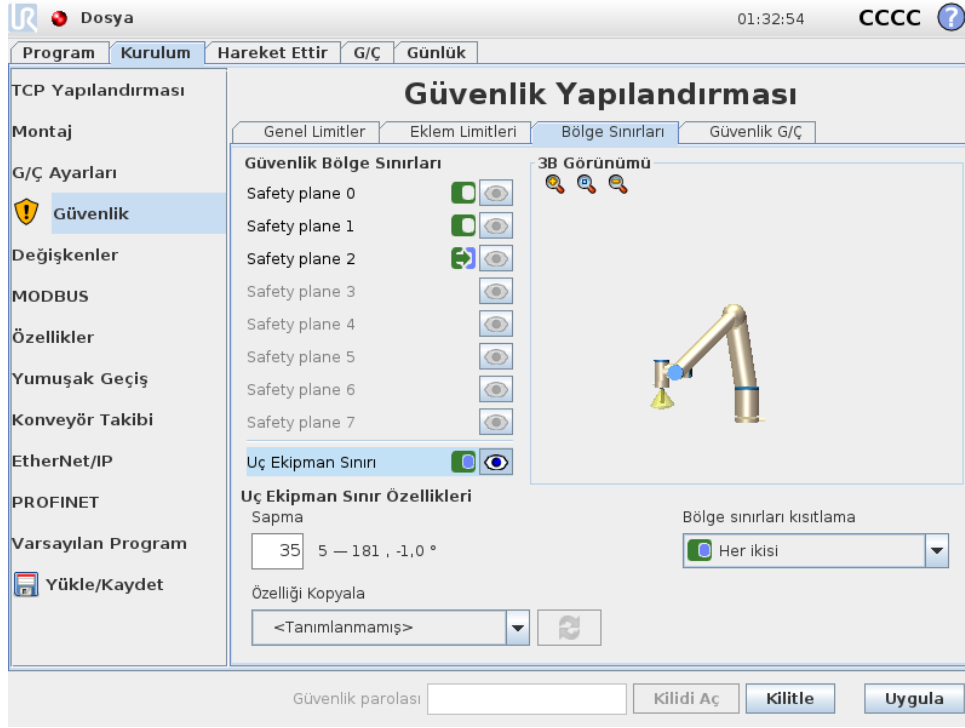 UR Dosya 01:32:54 CCCC ?
Program Kurulum Hareket Ettir G/Ç Günlük
TCP Yapılandırması
Montaj
G/Ç Ayarları
Güvenlik
Değişkenler
MODBUS
Özellikler
Yumuşak Geçiş
Konveyör Takibi
EtherNet/IP
PROFINET
Varsayılan Program
Yükle/Kaydet
Güvenlik Yapılandırması
Genel Limitler Eklem Limitleri Bölge Sınırları Güvenlik G/Ç
Güvenlik Bölge Sınırları
Safety plane 0
Safety plane 1
Safety plane 2
Safety plane 3
Safety plane 4
Safety plane 5
Safety plane 6
Safety plane 7
Uç Ekipman Sınırı
3B Görünümü
Uç Ekipman Sınır Özellikleri
Sapma
35 5 — 181 , -1,0 °
Özelliği Kopyala
<Tanımlanmamış>
Bölge sınırları kısıtlama
Her ikisi
Güvenlik parolası Kilidi Aç Kilitle Uygula